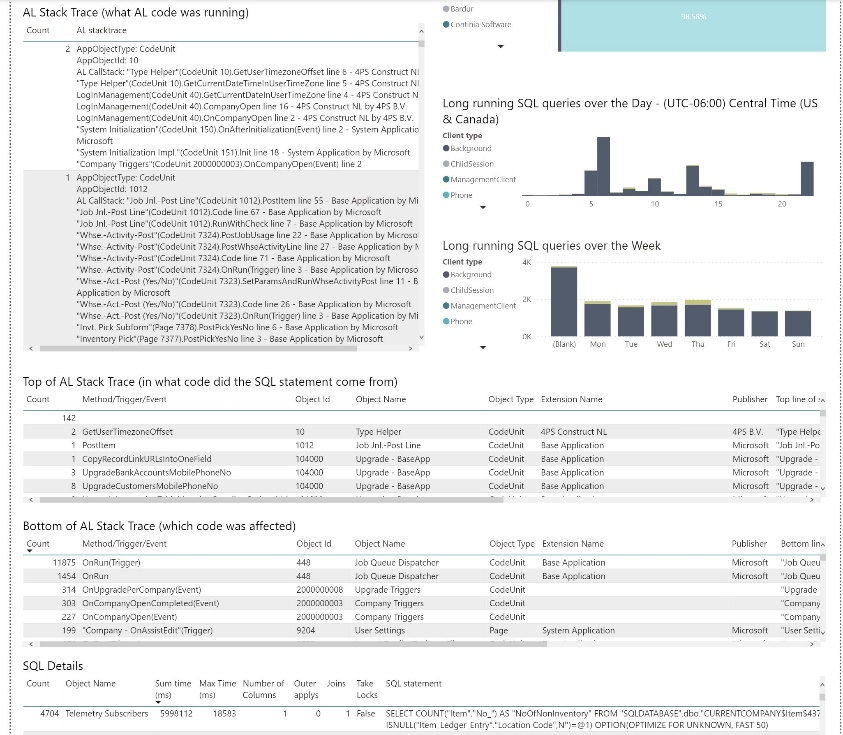 AL Stack Trace (what AL code was running)
Count AL stacktrace
2 AppObjectType: CodeUnit
AppObjectId: 10
AL CallStack: "Type Helper"(CodeUnit 10).GetUserTimezoneOffset line 6 - 4PS Construct NL
"Type Helper"(CodeUnit 10).GetCurrentDateTimeInUserTimeZone line 5 - 4PS Construct N
LogInManagement(CodeUnit 40).GetCurrentDateInUserTimeZone line 4 - 4PS Construct N
LogInManagement(CodeUnit 40).CompanyOpen line 16 - 4PS Construct NL by 4PS B.V.
LogInManagement(CodeUnit 40).OnCompanyOpen line 2 - 4PS Construct NL by 4PS B.V.
"System Initialization"(CodeUnit 150).OnAfterInitialization(Event) line 2 - System Applicatio
Microsoft
"System Initialization Impl."(CodeUnit 151).Init line 18 - System Application by Microsoft
"Company Triggers"(CodeUnit 2000000003).OnCompanyOpen(Event) line 2
1 AppObjectType: CodeUnit
AppObjectId: 1012
AL CallStack: "Job Jnl.-Post Line"(CodeUnit 1012).PostItem line 55 - Base Application by Mi
"Job Jnl.-Post Line"(CodeUnit 1012).Code line 67 - Base Application by Microsoft
"Job Jnl.-Post Line"(CodeUnit 1012).RunWithCheck line 7 - Base Application by Microsoft
"Whse.-Activity-Post"(CodeUnit 7324).PostJobUsage line 22 - Base Application by Microso
"Whse.-Activity-Post"(CodeUnit 7324).PostWhseActivityLine line 27 - Base Application by M
"Whse.-Activity-Post"(CodeUnit 7324).Code line 71 - Base Application by Microsoft
"Whse.-Activity-Post"(CodeUnit 7324).OnRun(Trigger) line 3 - Base Application by Microso
"Whse.-Act.-Post (Yes/No)"(CodeUnit 7323).SetParamsAndRunWhseActivityPost line 11 - B
Application by Microsoft
"Whse.-Act.-Post (Yes/No)"(CodeUnit 7323).Code line 26 - Base Application by Microsoft
"Whse.-Act.-Post (Yes/No)"(CodeUnit 7323).OnRun(Trigger) line 3 - Base Application by Mi
"Invt. Pick Subform"(Page 7378).PostPickYesNo line 6 - Base Application by Microsoft
"Inventory Pick"(Page 7377).PostPickYesNo line 3 - Base Application by Microsoft
Bardur
Continia Software
98.58%
Long running SQL queries over the Day - (UTC-06:00) Central Time (US
& Canada)
Client type
Background
ChildSession
ManagementClient
Phone
0 5 10 15 20
Long running SQL queries over the Week
Client type
Background
ChildSession
ManagementClient
Phone
4K
2K
0K
(Blank) Mon Tue Wed Thu Fri Sat Sun
Top of AL Stack Trace (in what code did the SQL statement come from)
Count Method/Trigger/Event Object Id Object Name Object Type Extension Name Publisher Top line of
142
2 GetUserTimezoneOffset 10 Type Helper CodeUnit 4PS Construct NL 4PS B.V. "Type Helpe
1 PostItem 1012 Job Jnl.-Post Line CodeUnit Base Application Microsoft "Job Jnl.-Po
1 CopyRecordLinkURLsIntoOneField 104000 Upgrade - BaseApp CodeUnit Base Application Microsoft "Upgrade -
3 UpgradeBankAccountsMobilePhoneNo 104000 Upgrade - BaseApp CodeUnit Base Application Microsoft "Upgrade -
8 UpgradeCustomersMobilePhoneNo 104000 Upgrade - BaseApp CodeUnit Base Application Microsoft "Upgrade -
Bottom of AL Stack Trace (which code was affected)
Count Method/Trigger/Event Object Id Object Name Object Type Extension Name Publisher Bottom lin
11875 OnRun(Trigger) 448 Job Queue Dispatcher CodeUnit Base Application Microsoft "Job Queu
1454 OnRun 448 Job Queue Dispatcher CodeUnit Base Application Microsoft "Job Queu
314 OnUpgradePerCompany(Event) 2000000008 Upgrade Triggers CodeUnit "Upgrade
303 OnCompanyOpenCompleted(Event) 2000000003 Company Triggers CodeUnit "Company
227 OnCompanyOpen(Event) 2000000003 Company Triggers CodeUnit "Company
199 "Company - OnAssistEdit"(Trigger) 9204 User Settings Page System Application Microsoft "User Setti
SQL Details
Count Object Name Sum time (ms) Max Time (ms) Number of Columns Outer applys Joins Take Locks SQL statement
4704 Telemetry Subscribers 5998112 18583 1 0 1 False SELECT COUNT("Item"."No_") AS "NoOfNonInventory" FROM "SQLDATABASE".dbo."CURRENTCOMPANY$Item$437
ISNULL("Item_Ledger_Entry"."Location Code",N'')=@1) OPTION(OPTIMIZE FOR UNKNOWN, FAST 50)